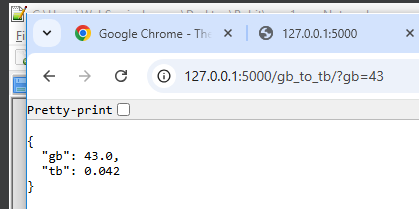 Google Chrome - The
127.0.0.1:5000
127.0.0.1:5000/gb_to_tb/?gb=43
Pretty-print
{
  "gb": 43.0,
  "tb": 0.042
}